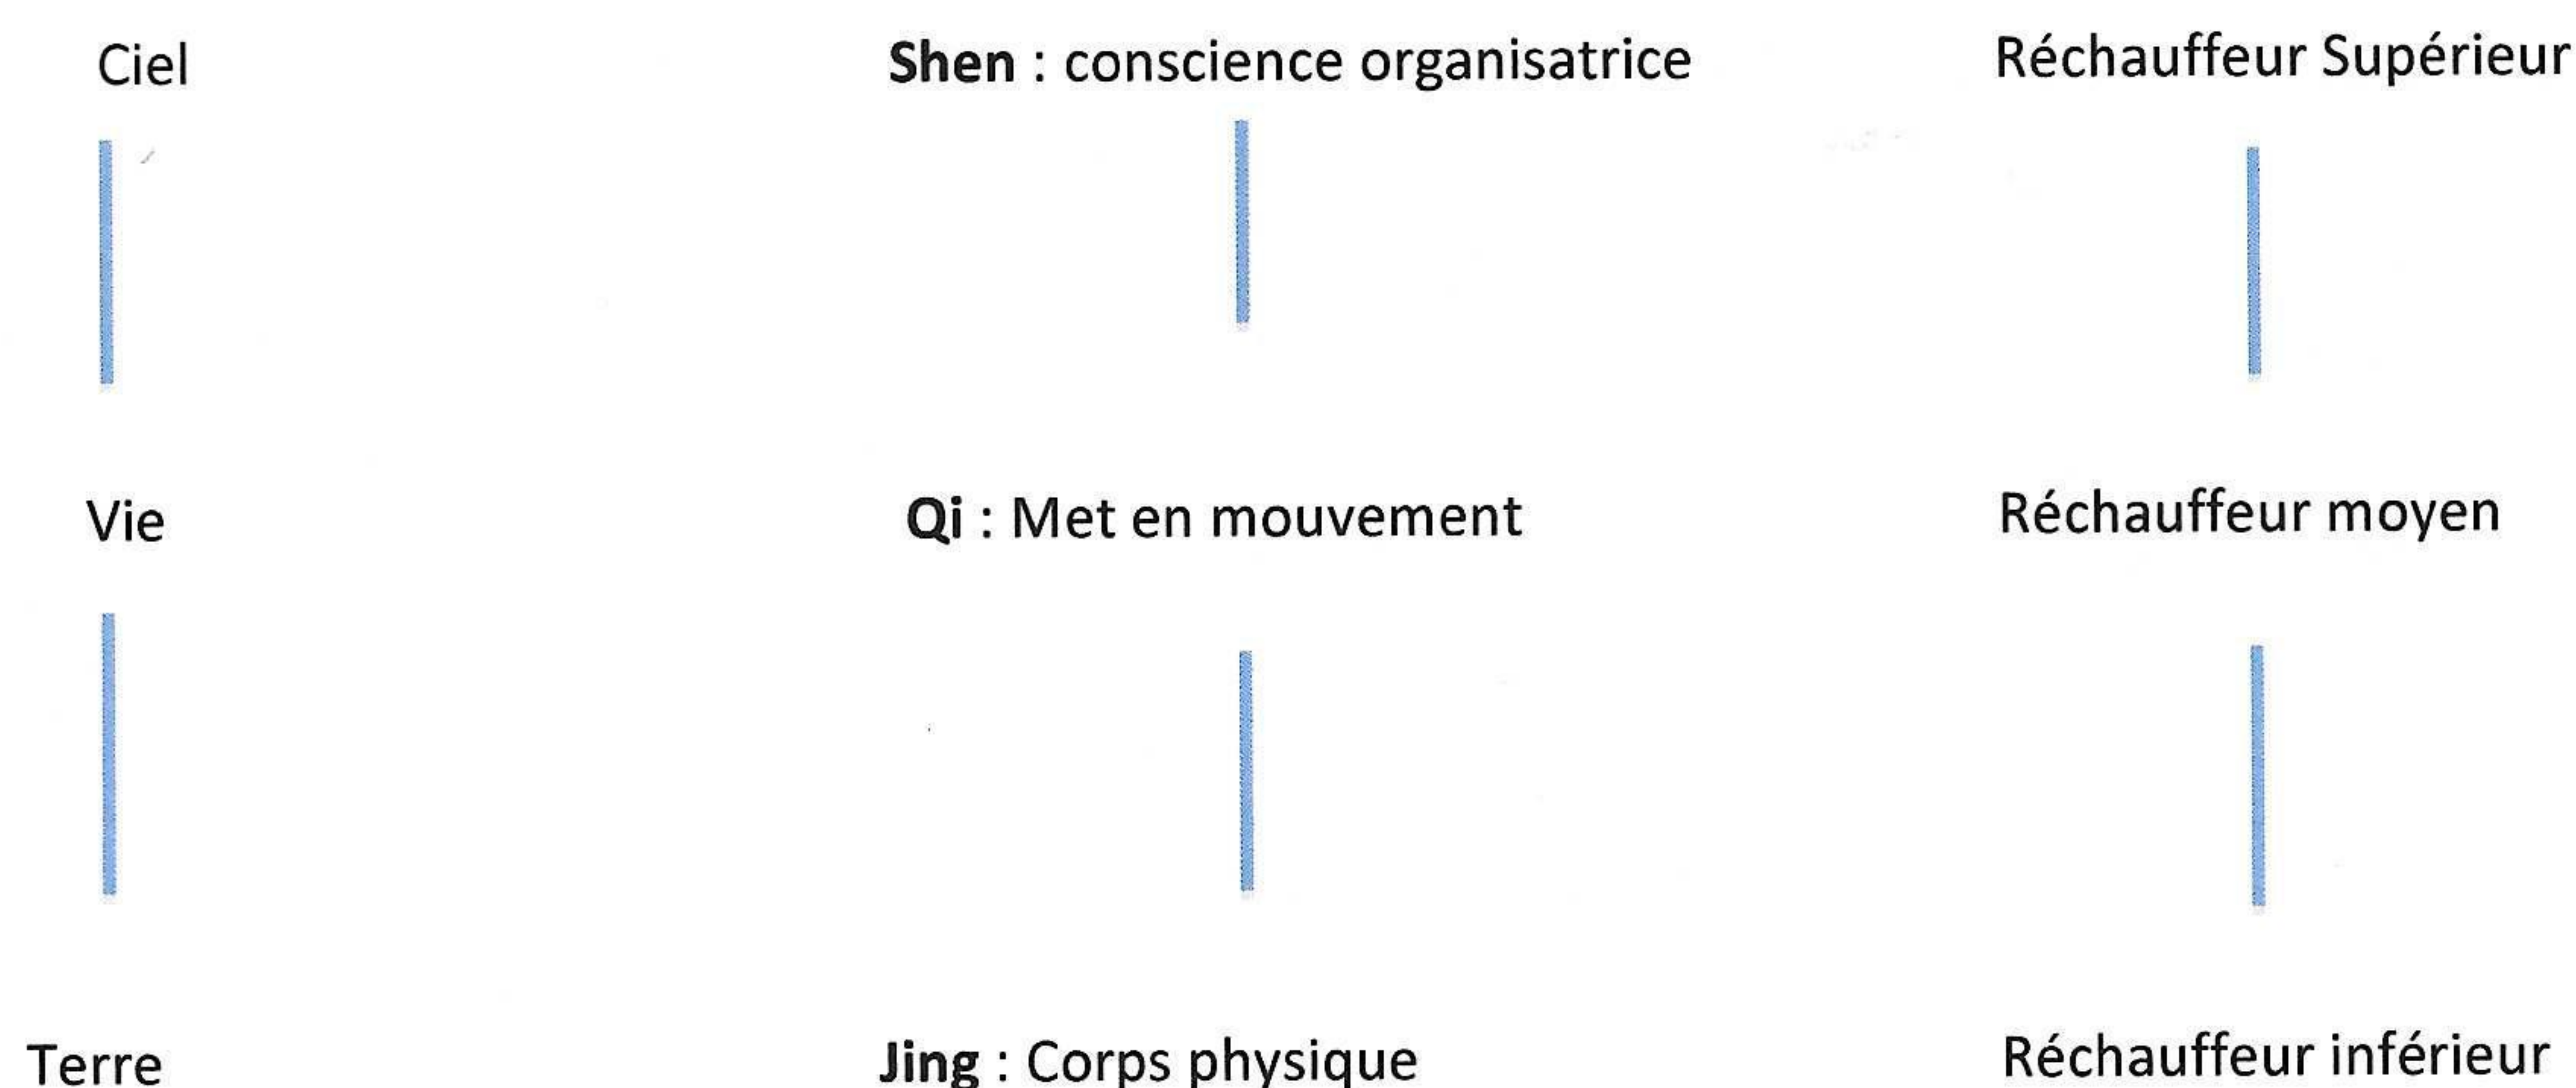 Ciel Shen : conscience organisatrice Réchauffeur Supérieur
Vie Qi : Met en mouvement Réchauffeur moyen
Terre Jing : Corps physique Réchauffeur inférieur